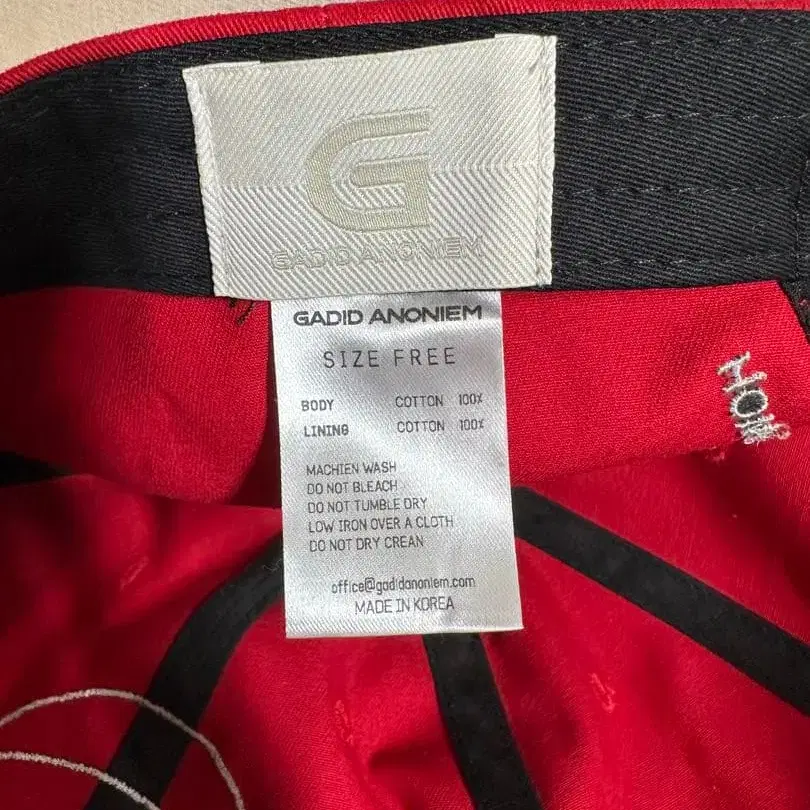 G
GADID ANONIEM
GADID ANONIEM
SIZE FREE
BODY COTTON 100%
LINING COTTON 100%
MACHIEN WASH
DO NOT BLEACH
DO NOT TUMBLE DRY
LOW IRON OVER A CLOTH
DO NOT DRY CREAN
office@gadidanoniem.com
MADE IN KOREA